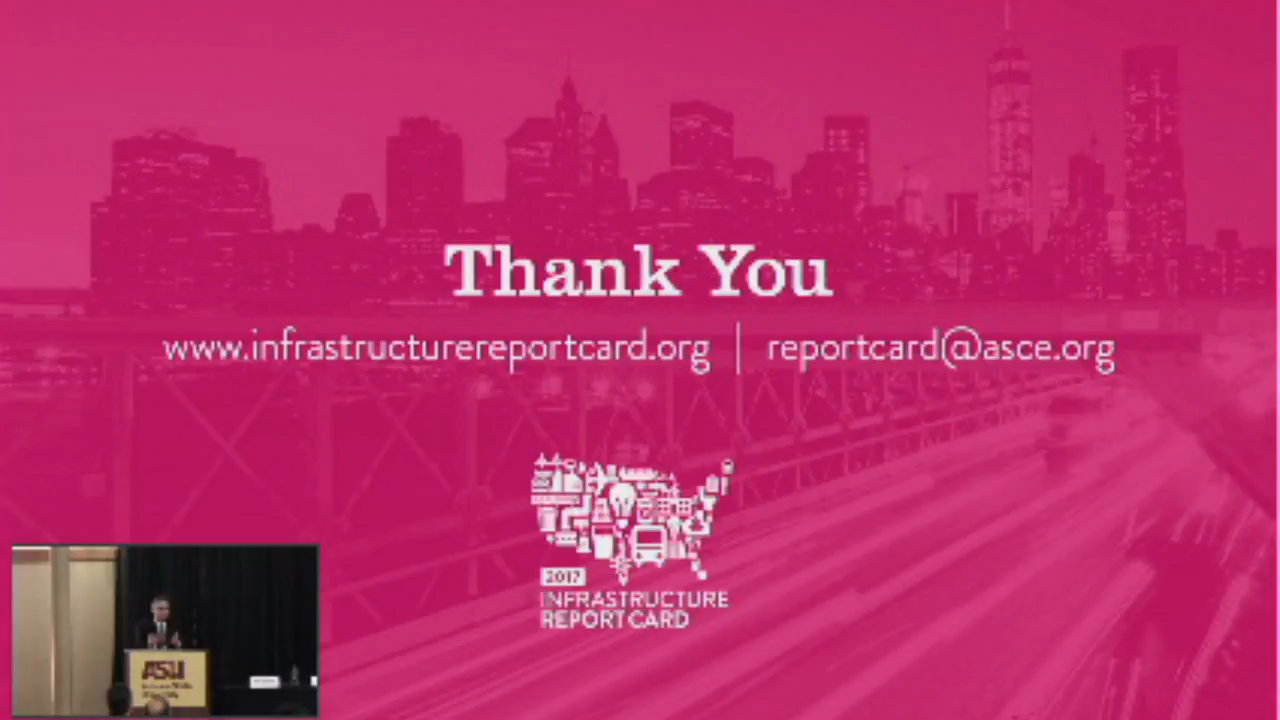 Thank You
www.infrastructurereportcard.org | reportcard@asce.org
2017
INFRASTRUCTURE
REPORT CARD
ASU